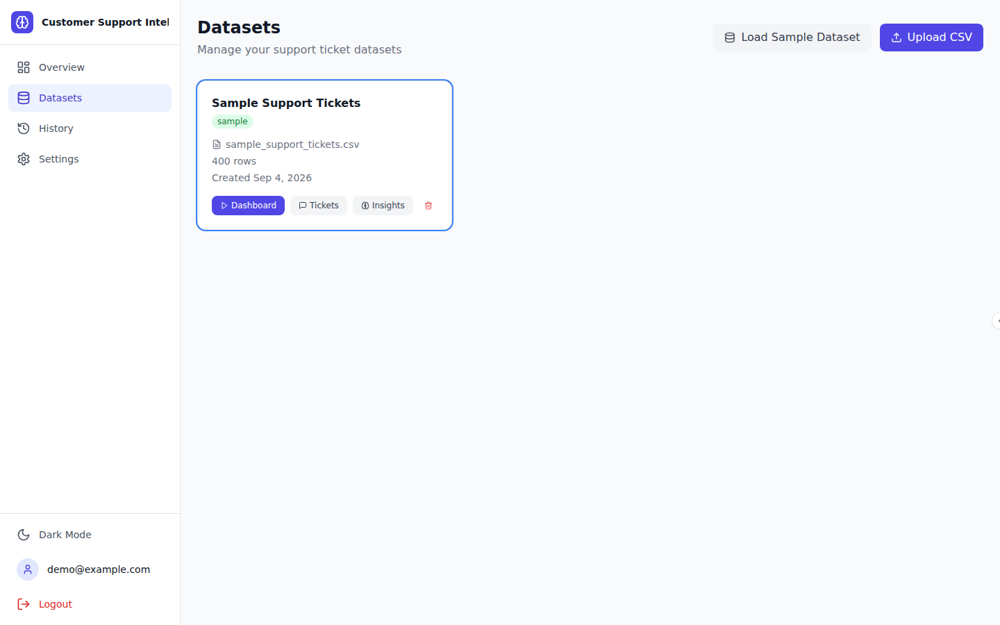 Customer Support Intel
Overview
Datasets
History
Settings
Dark Mode
demo@example.com
Logout
Datasets
Manage your support ticket datasets
Load Sample Dataset
Upload CSV
Sample Support Tickets
sample
sample_support_tickets.csv
400 rows
Created Sep 4, 2026
Dashboard
Tickets
Insights